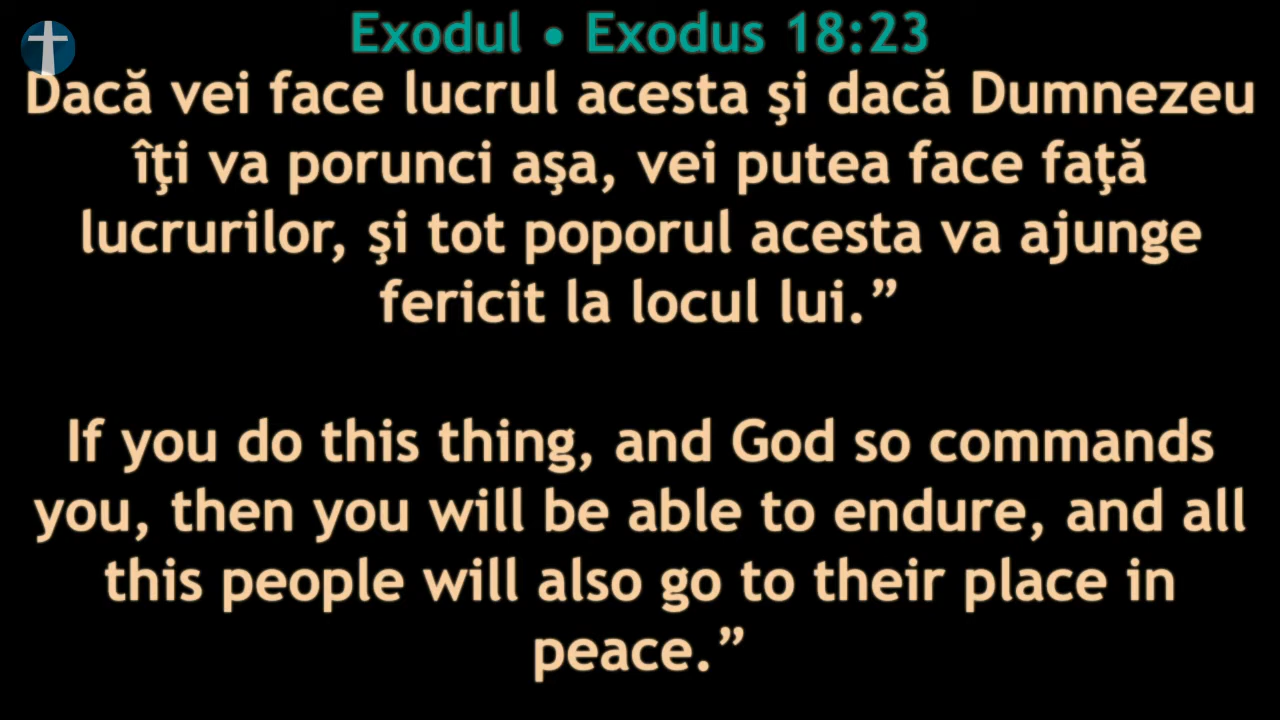 Exodul • Exodus 18:23
Dacă vei face lucrul acesta şi dacă Dumnezeu
îţi va porunci aşa, vei putea face faţă
lucrurilor, şi tot poporul acesta va ajunge
fericit la locul lui.”
If you do this thing, and God so commands
you, then you will be able to endure, and all
this people will also go to their place in
peace.”